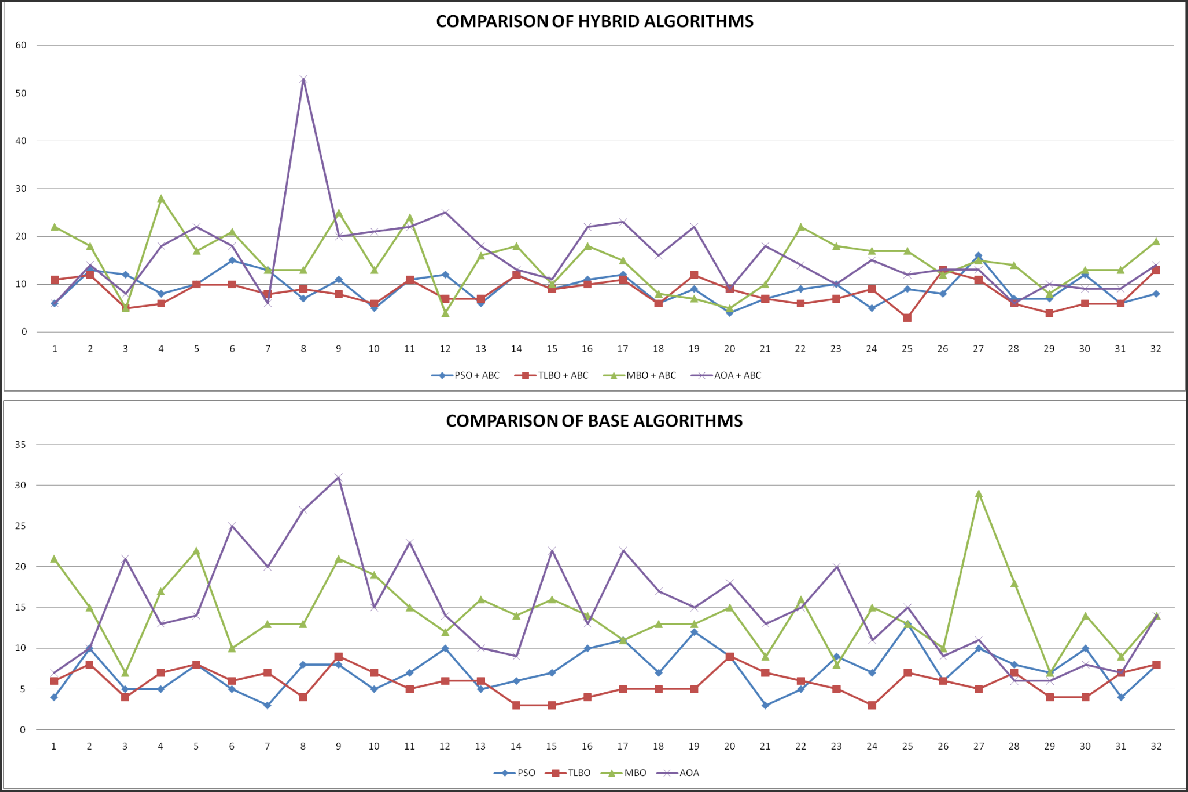 COMPARISON OF HYBRID ALGORITHMS
60
50
40
30
20
10
0
1 2 3 4 5 6 7 8 9 10 11 12 13 14 15 16 17 18 19 20 21 22 23 24 25 26 27 28 29 30 31 32
PSO + ABC TLBO + ABC MBO + ABC AOA + ABC
COMPARISON OF BASE ALGORITHMS
35
30
25
20
15
10
5
0
1 2 3 4 5 6 7 8 9 10 11 12 13 14 15 16 17 18 19 20 21 22 23 24 25 26 27 28 29 30 31 32
PSO TLBO MBO AOA